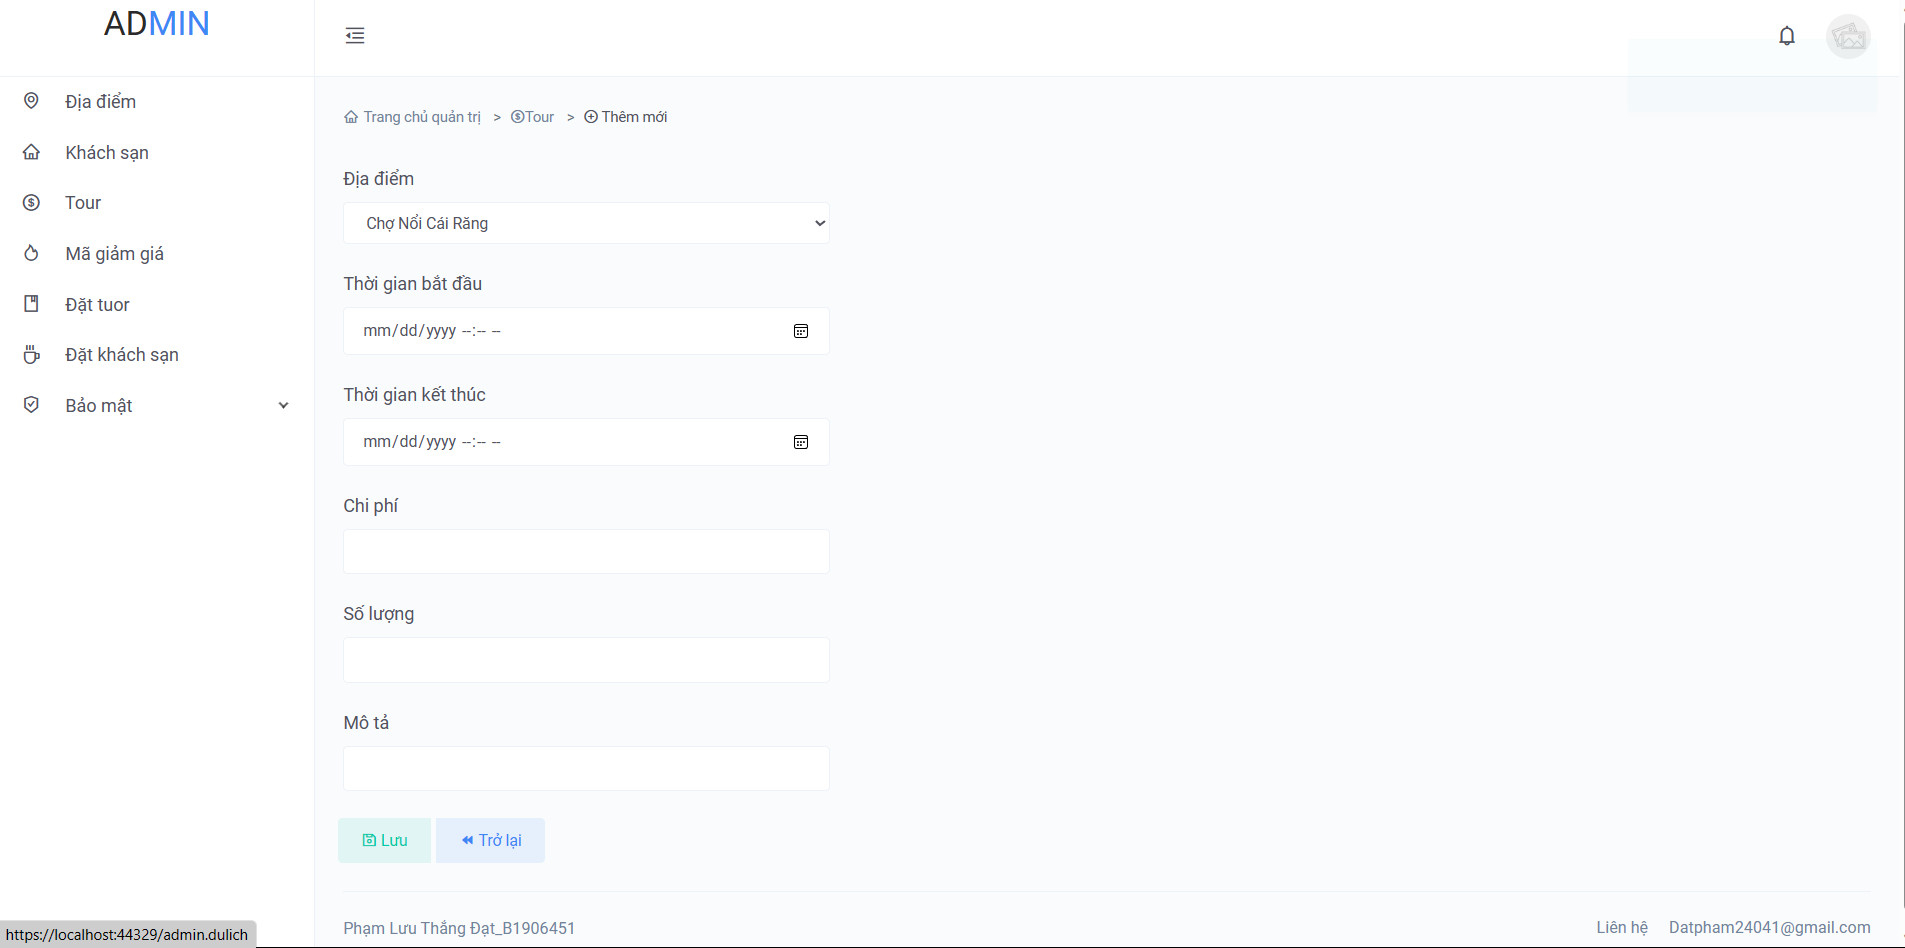 ADMIN
Địa điểm
Khách sạn
Tour
Mã giảm giá
Đặt tuor
Đặt khách sạn
Bảo mật
Trang chủ quản trị > Tour > Thêm mới
Địa điểm
Chợ Nổi Cái Răng
Thời gian bắt đầu
mm/dd/yyyy --:-- --
Thời gian kết thúc
mm/dd/yyyy --:-- --
Chi phí
Số lượng
Mô tả
Lưu
Trở lại
Phạm Lưu Thắng Đạt_B1906451
Liên hệ Datpham24041@gmail.com
https://localhost:44329/admin.dulich